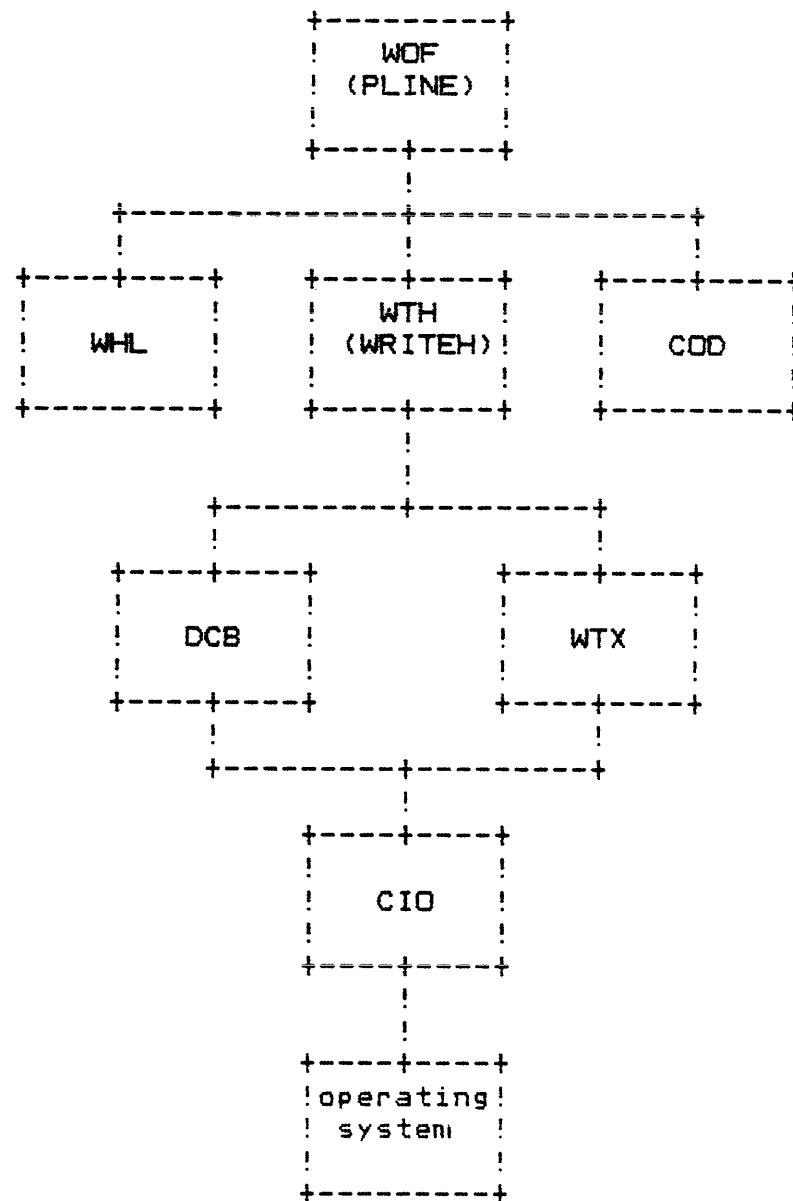 WOF
(PLINE)
WHL
WTH
(WRITEH)
COD
DCB
WTX
CIO
operating
system